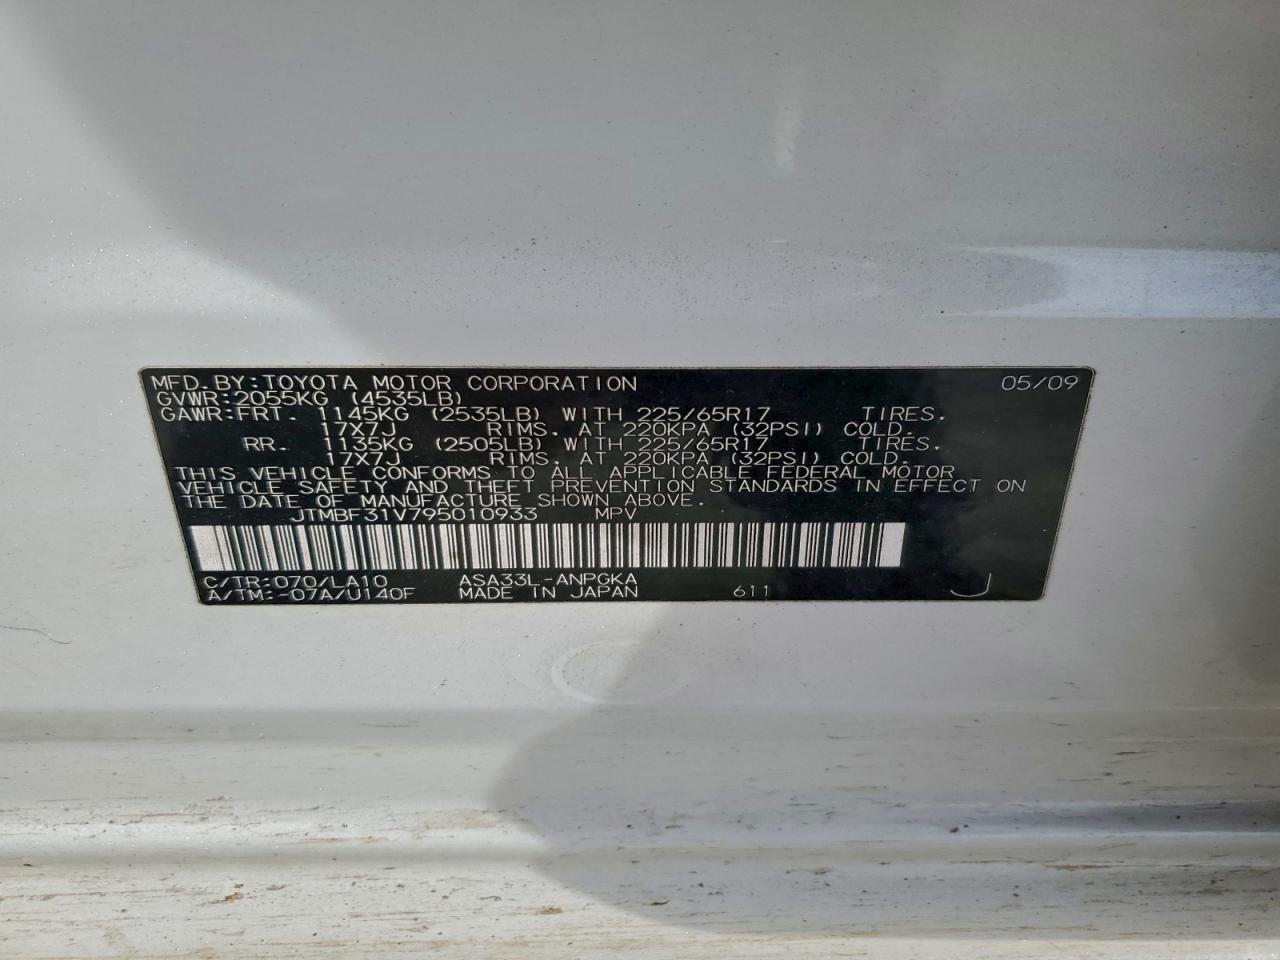 MFD. BY: TOYOTA MOTOR CORPORATION 05/09
GVWR: 2055KG (4535LB)
GAWR: FRT. 1145KG (2535LB) WITH 225/65R17 TIRES.
17X7J RIMS. AT 220KPA (32PSI) COLD.
RR. 1135KG (2505LB) WITH 225/65R17 TIRES.
17X7J RIMS. AT 220KPA (32PSI) COLD.
THIS VEHICLE CONFORMS TO ALL APPLICABLE FEDERAL MOTOR
VEHICLE SAFETY AND THEFT PREVENTION STANDARDS IN EFFECT ON
THE DATE OF MANUFACTURE SHOWN ABOVE.
JTMBF31V795010933 MPV
C/TR: 070/LA10 ASA33L-ANPGKA
A/TM: -07A/U140F MADE IN JAPAN 611 J